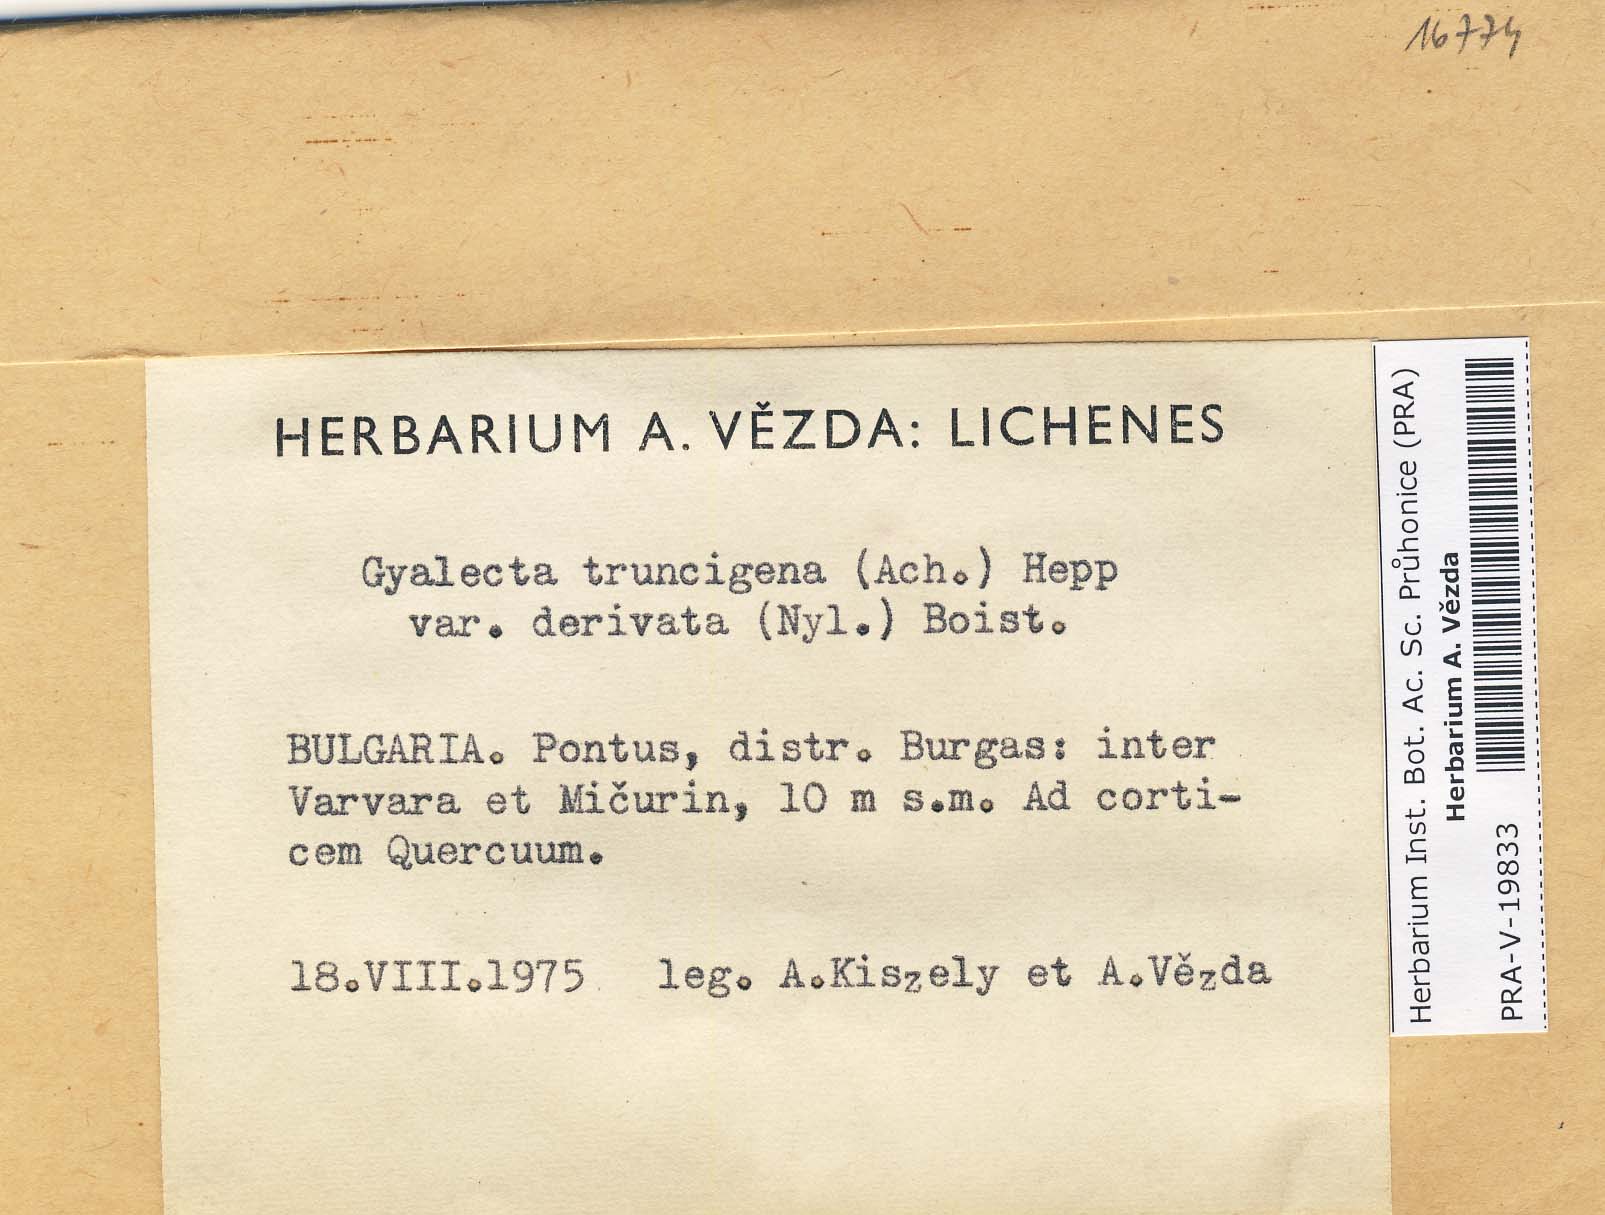 16774
HERBARIUM A. VĚZDA: LICHENES
Gyalecta truncigena (Ach.) Hepp
var. derivata (Nyl.) Boist.
BULGARIA. Pontus, distr. Burgas: inter
Varvara et Mičurin, 10 m s.m. Ad corti-
cem Quercuum.
18.VIII.1975 leg. A.Kiszely et A.Vězda
Herbarium Inst. Bot. Ac. Sc. Průhonice (PRA)
Herbarium A. Vězda
PRA-V-19833